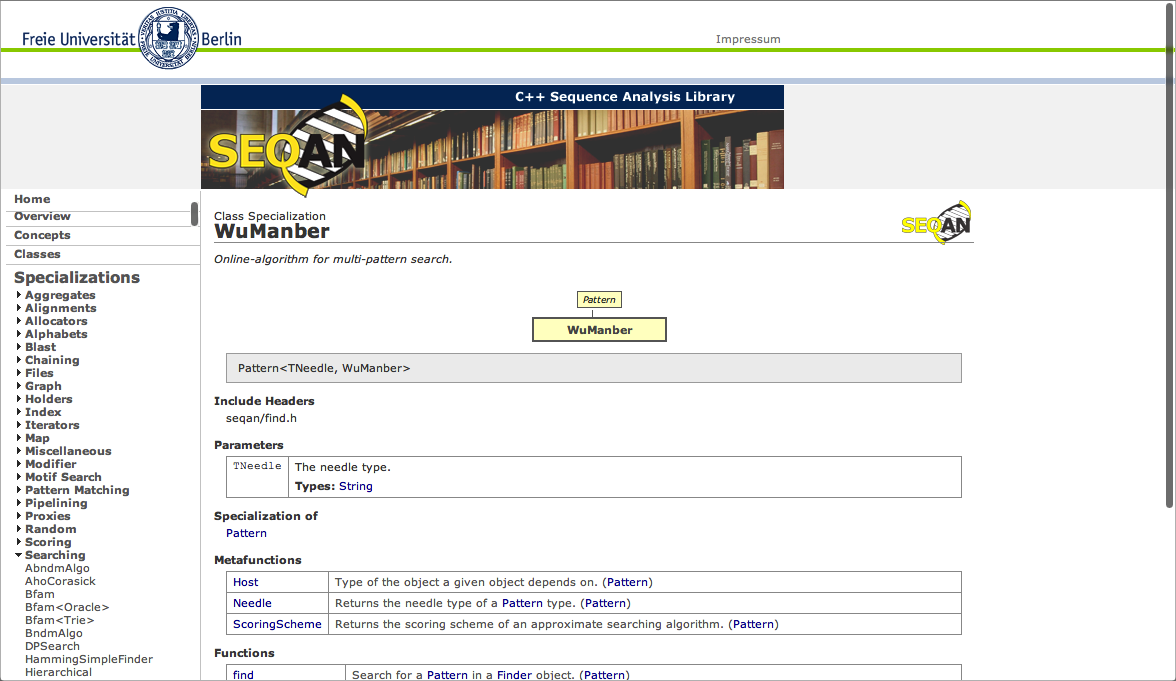 Freie Universität Berlin
Impressum
C++ Sequence Analysis Library
SEQAN
Home
Overview
Concepts
Classes
Specializations
Aggregates
Alignments
Allocators
Alphabets
Blast
Chaining
Files
Graph
Holders
Index
Iterators
Map
Miscellaneous
Modifier
Motif Search
Pattern Matching
Pipelining
Proxies
Random
Scoring
Searching
AbndmAlgo
AhoCorasick
Bfam
Bfam<Oracle>
Bfam<Trie>
BndmAlgo
DPSearch
HammingSimpleFinder
Hierarchical
Class Specialization
WuManber
SEQAN
Online-algorithm for multi-pattern search.
Pattern
WuManber
Pattern<TNeedle, WuManber>
Include Headers
seqan/find.h
Parameters
TNeedle The needle type.
Types: String
Specialization of
Pattern
Metafunctions
Host Type of the object a given object depends on. (Pattern)
Needle Returns the needle type of a Pattern type. (Pattern)
ScoringScheme Returns the scoring scheme of an approximate searching algorithm. (Pattern)
Functions
find Search for a Pattern in a Finder object. (Pattern)